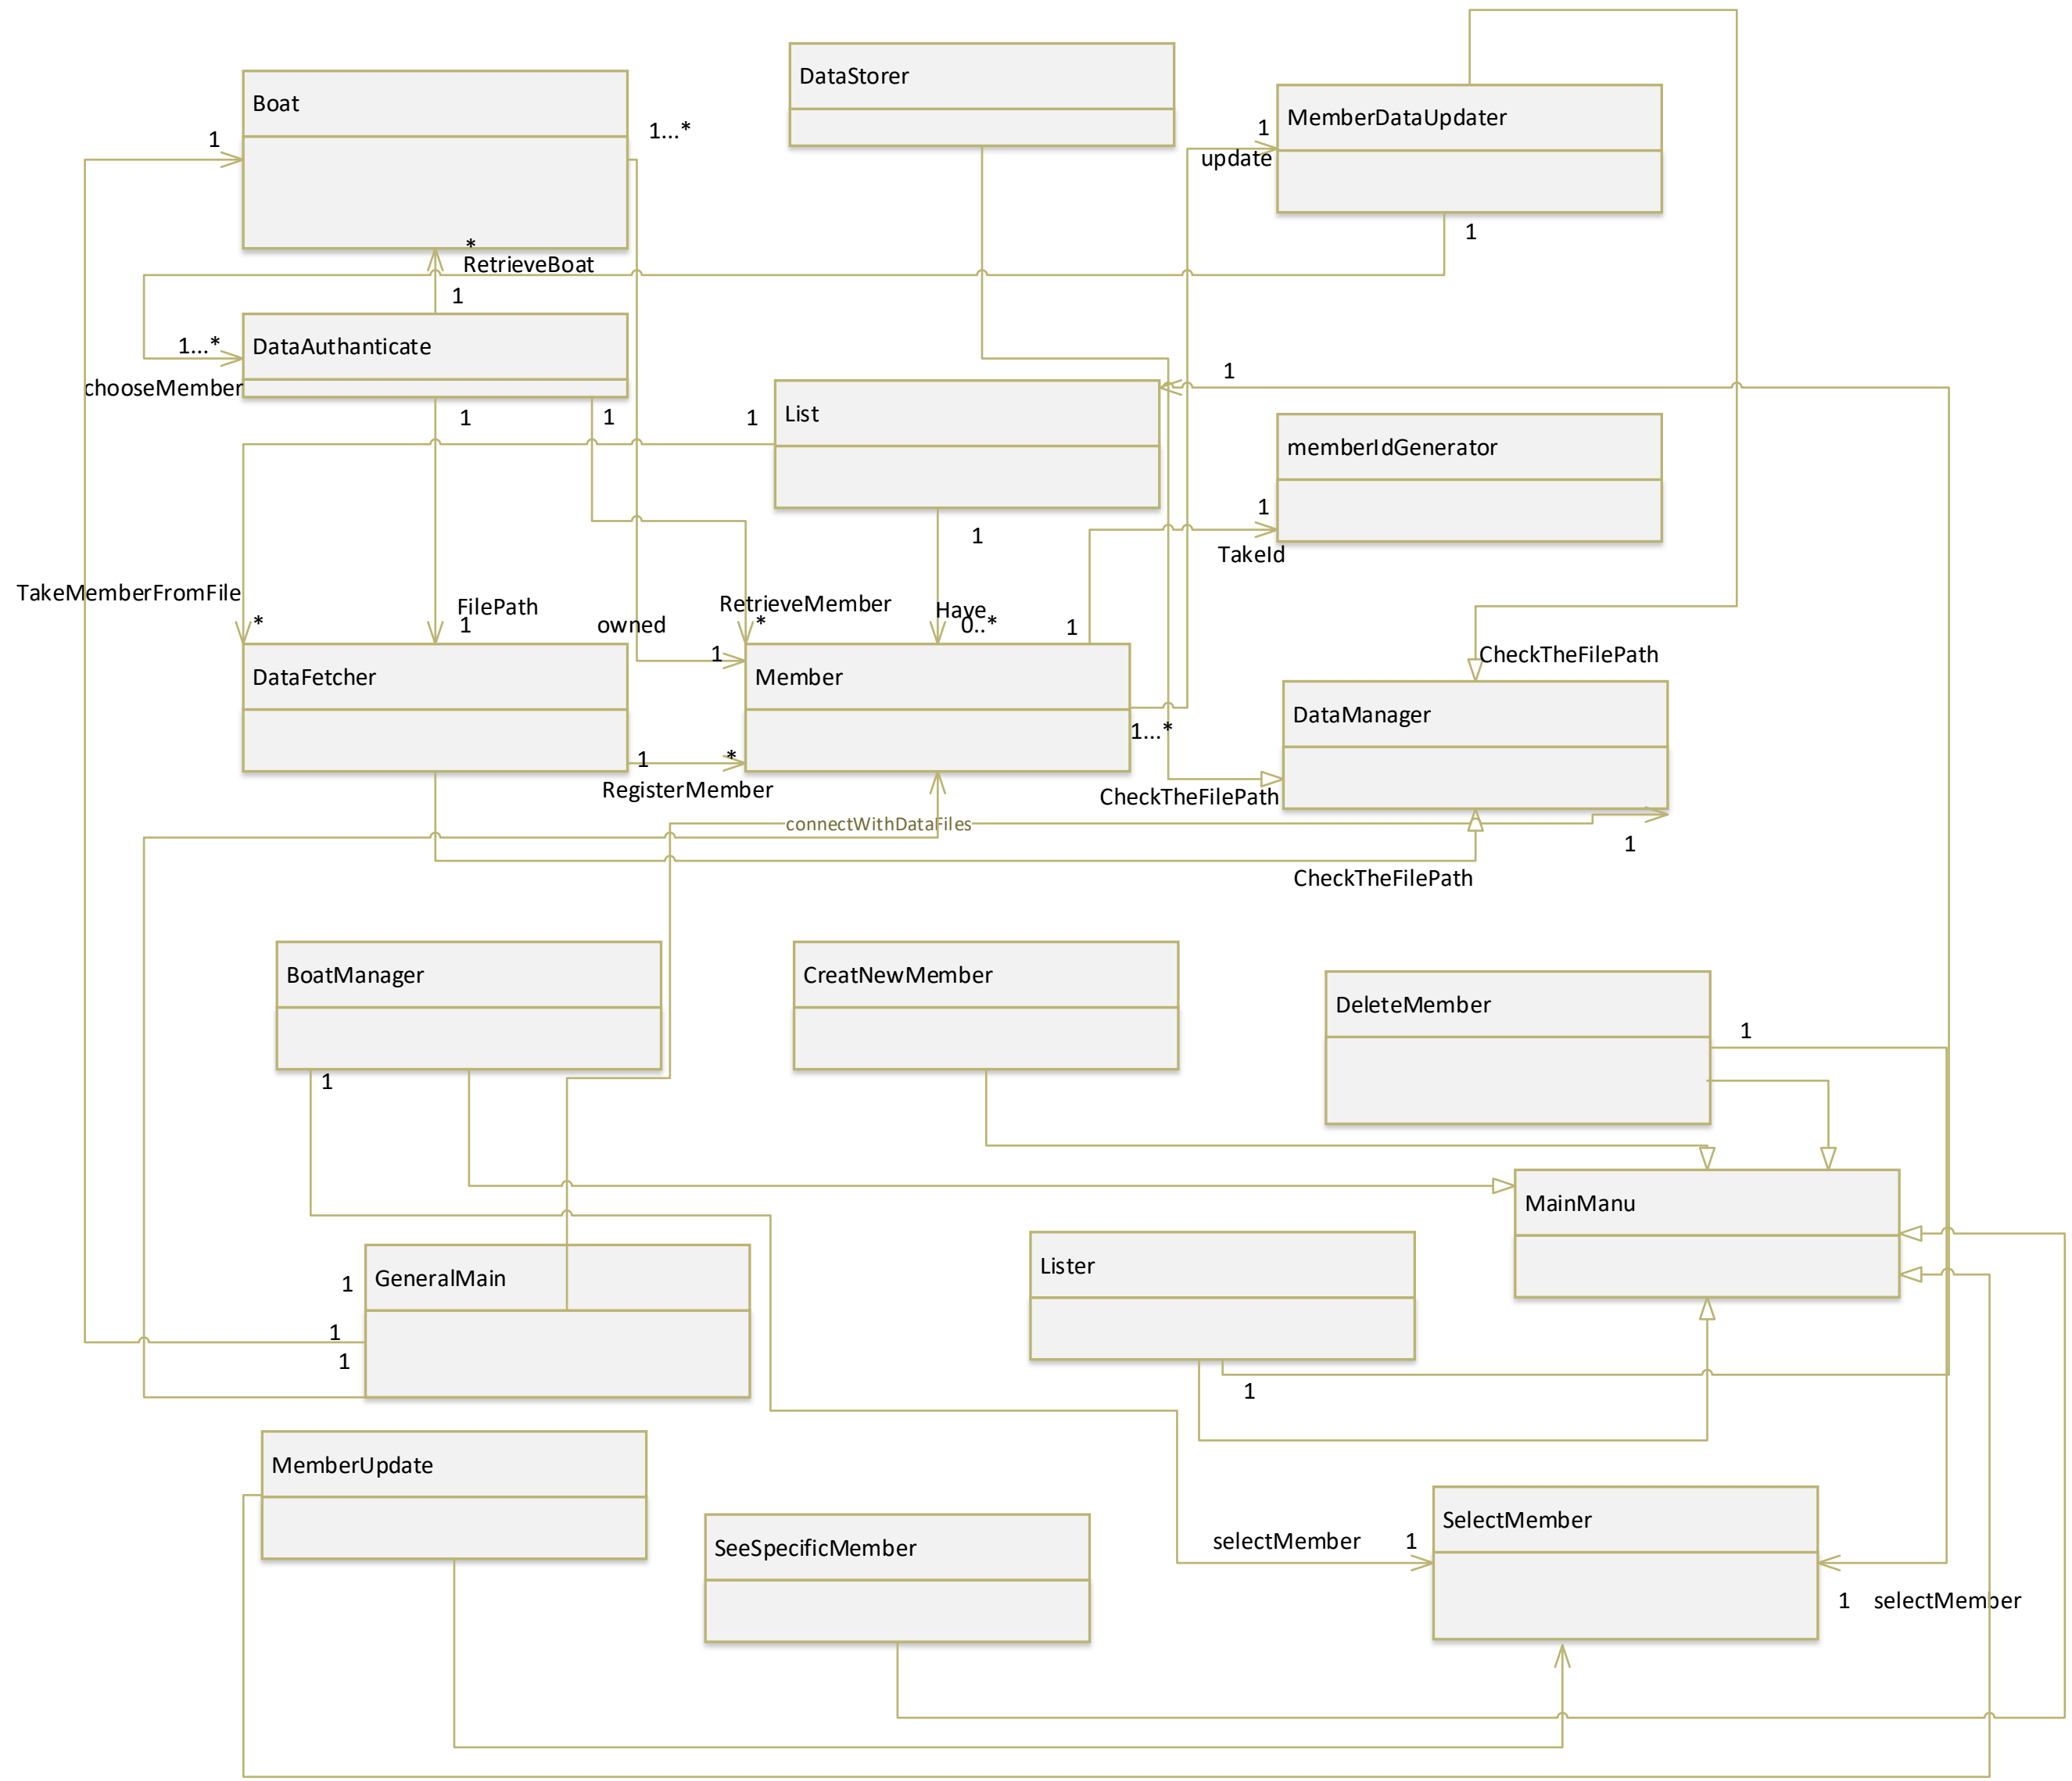 DataStorer
Boat
MemberDataUpdater
1...*
1
1
update
*
RetrieveBoat
1
1
DataAuthanticate
1...*
chooseMember
1
1
1
1
List
memberIdGenerator
1
1
TakeId
TakeMemberFromFile
*
FilePath
1
owned
RetrieveMember
*
Have
0..*
1
1
CheckTheFilePath
DataFetcher
Member
DataManager
1...*
1
*
RegisterMember
CheckTheFilePath
connectWithDataFiles
1
CheckTheFilePath
BoatManager
CreatNewMember
DeleteMember
1
1
MainManu
GeneralMain
1
Lister
1
1
1
MemberUpdate
SeeSpecificMember
SelectMember
selectMember
1
1
selectMember